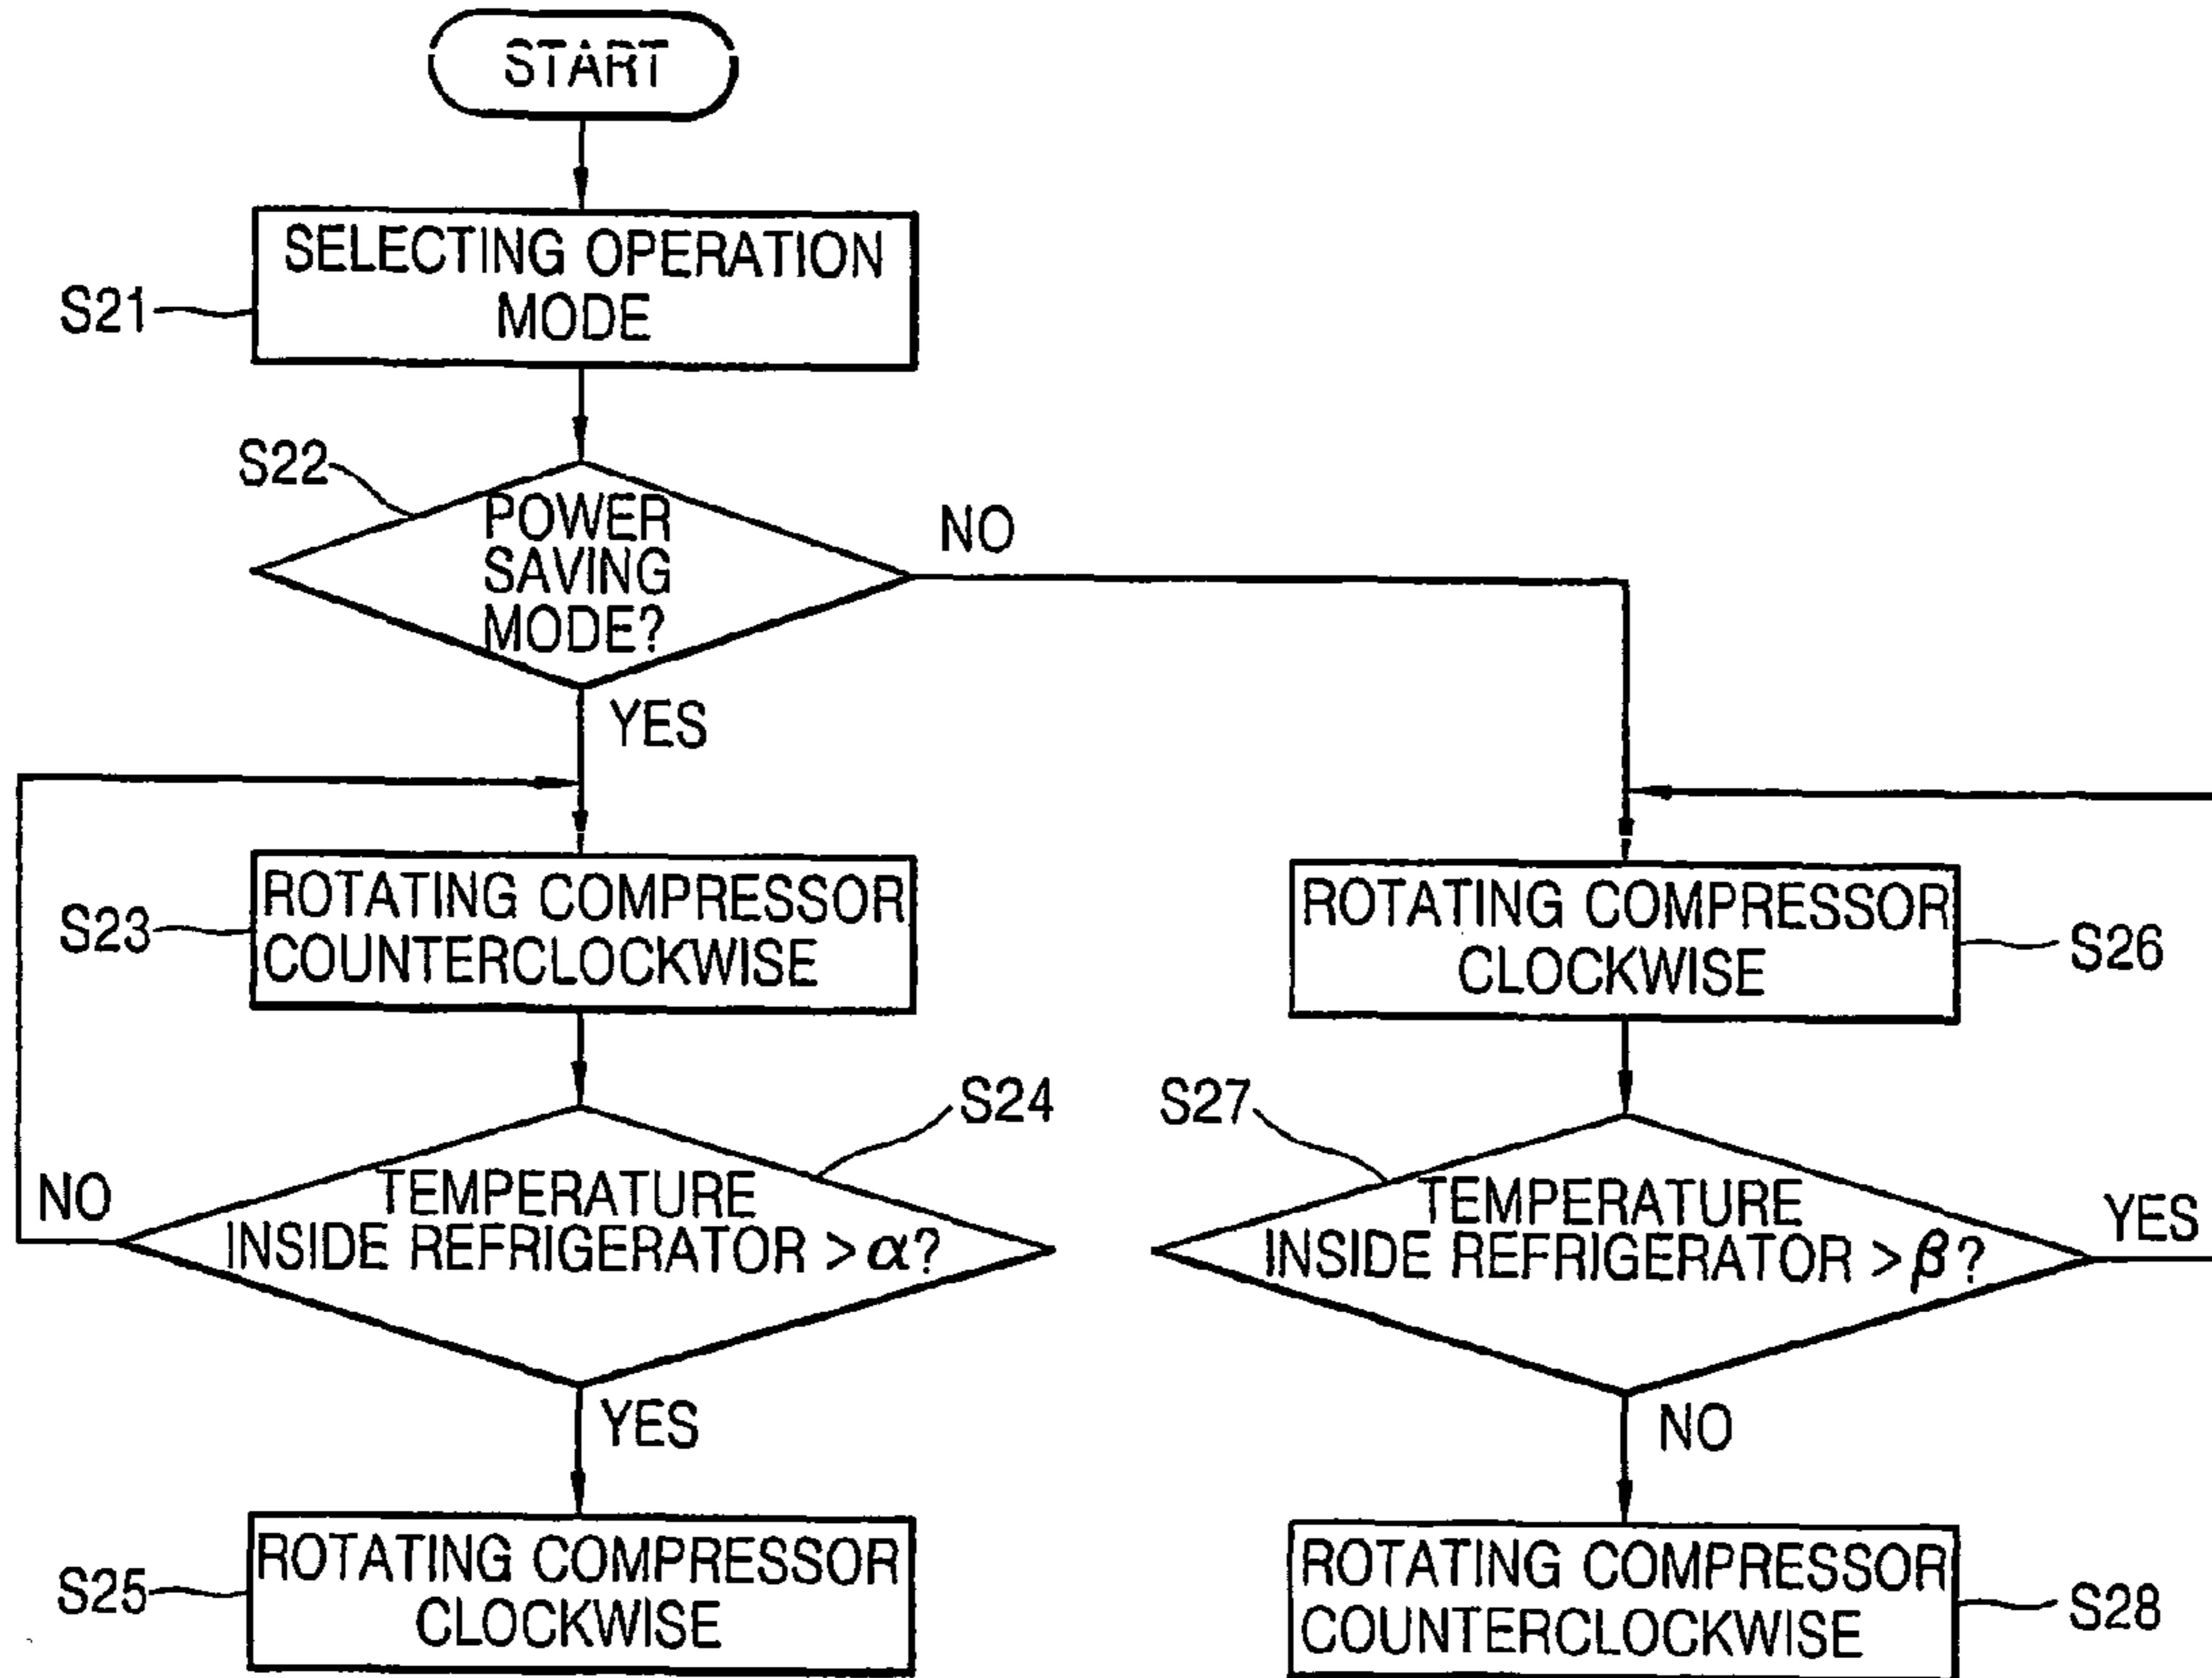 START
SELECTING OPERATION
MODE
S21
S22
POWER
SAVING
MODE?
NO
YES
ROTATING COMPRESSOR
COUNTERCLOCKWISE
S23
S24
TEMPERATURE
INSIDE REFRIGERATOR > α?
NO
YES
ROTATING COMPRESSOR
CLOCKWISE
S25
ROTATING COMPRESSOR
CLOCKWISE
S26
S27
TEMPERATURE
INSIDE REFRIGERATOR > β?
YES
NO
ROTATING COMPRESSOR
COUNTERCLOCKWISE
S28